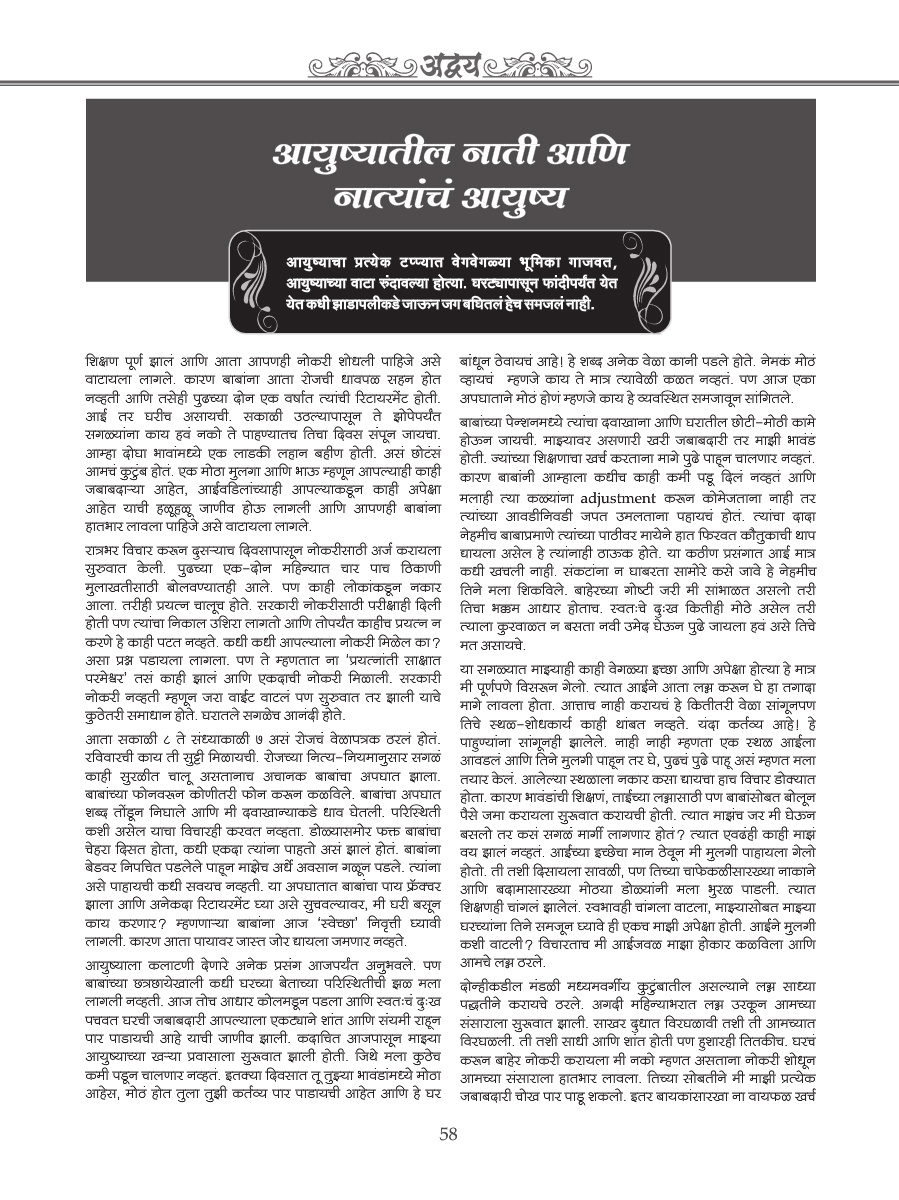 अद्वय
आयुष्यातील नाती आणि
नात्यांचं आयुष्य
आयुष्याचा प्रत्येक टप्प्यात वेगवेगळ्या भूमिका गाजवत,
आयुष्याच्या वाटा रुंदावल्या होत्या. घरट्यापासून फांदीपर्यंत येत
येत कधी झाडापलीकडे जाऊन जग बघितलं हेच समजलं नाही.
शिक्षण पूर्ण झालं आणि आता आपणही नोकरी शोधली पाहिजे असे
वाटायला लागले. कारण बाबांना आता रोजची धावपळ सहन होत
नव्हती आणि तसेही पुढच्या दोन एक वर्षात त्यांची रिटायरमेंट होती.
आई तर घरीच असायची. सकाळी उठल्यापासून ते झोपेपर्यंत
सगळ्यांना काय हवं नको ते पाहण्यातच तिचा दिवस संपून जायचा.
आम्हा दोघा भावांमध्ये एक लाडकी लहान बहीण होती. असं छोटंसं
आमचं कुटुंब होतं. एक मोठा मुलगा आणि भाऊ म्हणून आपल्याही काही
जबाबदाऱ्या आहेत, आईवडिलांच्याही आपल्याकडून काही अपेक्षा
आहेत याची हळूहळू जाणीव होऊ लागली आणि आपणही बाबांना
हातभार लावला पाहिजे असे वाटायला लागले.
रात्रभर विचार करून दुसऱ्याच दिवसापासून नोकरीसाठी अर्ज करायला
सुरुवात केली. पुढच्या एक-दोन महिन्यात चार पाच ठिकाणी
मुलाखतीसाठी बोलवण्यातही आले. पण काही लोकांकडून नकार
आला. तरीही प्रयत्न चालूच होते. सरकारी नोकरीसाठी परीक्षाही दिली
होती पण त्यांचा निकाल उशिरा लागतो आणि तोपर्यंत काहीच प्रयत्न न
करणे हे काही पटत नव्हतं. कधी कधी आपल्याला नोकरी मिळेल का?
असा प्रश्न पडायला लागला. पण ते म्हणतात ना 'प्रयत्नांती साक्षात
परमेश्वर' तसं काही झालं आणि एकदाची नोकरी मिळाली. सरकारी
नोकरी नव्हती म्हणून जरा वाईट वाटलं पण सुरुवात तर झाली याचे
कुठेतरी समाधान होते. घरातले सगळेच आनंदी होते.
आता सकाळी ८ ते संध्याकाळी ७ असं रोजचं वेळापत्रक ठरलं होतं.
रविवारची काय ती सुट्टी मिळायची. रोजच्या नित्य-नियमानुसार सगळं
काही सुरळीत चालू असतानाच अचानक बाबांचा अपघात झाला.
बाबांच्या फोनवरून कोणीतरी फोन करून कळविले. बाबांचा अपघात
शब्द तोंडून निघाले आणि मी दवाखान्याकडे धाव घेतली. परिस्थिती
कशी असेल याचा विचारही करवत नव्हता. डोळ्यासमोर फक्त बाबांचा
चेहरा दिसत होता, कधी एकदा त्यांना पाहतो असं झालं होतं. बाबांना
बेडवर निपचित पडलेले पाहून माझेच अर्धे अवसान गळून पडले. त्यांना
असे पाहायची कधी सवयच नव्हती. या अपघातात बाबांचा पाय फ्रॅक्चर
झाला आणि अनेकदा रिटायरमेंट घ्या असे सुचवल्यावर, मी घरी बसून
काय करणार? म्हणणाऱ्या बाबांना आज 'स्वेच्छा' निवृत्ती घ्यावी
लागली. कारण आता पायावर जास्त जोर द्यायला जमणार नव्हते.
आयुष्याला कलाटणी देणारे अनेक प्रसंग आजपर्यंत अनुभवले. पण
बाबांच्या छत्रछायेखाली कधी घरच्या बेताच्या परिस्थितीची झळ मला
लागली नव्हती. आज तोच आधार कोलमडून पडला आणि स्वतःचं दुःख
पचवत घरची जबाबदारी आपल्याला एकट्याने शांत आणि संयमी राहून
पार पाडायची आहे याची जाणीव झाली. कदाचित आजपासून माझ्या
आयुष्याच्या खऱ्या प्रवासाला सुरूवात झाली होती. जिथे मला कुठेच
कमी पडून चालणार नव्हतं. इतक्या दिवसात तू तुझ्या भावंडांमध्ये मोठा
आहेस, मोठं होत तुला तुझी कर्तव्य पार पाडायची आहेत आणि हे घर
बांधून ठेवायचं आहे! हे शब्द अनेक वेळा कानी पडले होते. नेमकं मोठं
व्हायचं म्हणजे काय ते मात्र त्यावेळी कळत नव्हतं. पण आज एका
अपघाताने मोठं होणं म्हणजे काय हे व्यवस्थित समजावून सांगितले.
बाबांच्या पेन्शनमध्ये त्यांचा दवाखाना आणि घरातील छोटी-मोठी कामे
होऊन जायची. माझ्यावर असणारी खरी जबाबदारी तर माझी भावंडं
होती. ज्यांच्या शिक्षणाचा खर्च करताना मागे पुढे पाहून चालणार नव्हतं.
कारण बाबांनी आम्हाला कधीच काही कमी पडू दिलं नव्हतं आणि
मलाही त्या कळ्यांना adjustment करून कोमेजताना नाही तर
त्यांच्या आवडीनिवडी जपत उमलताना पहायचं होतं. त्यांचा दादा
नेहमीच बाबाप्रमाणे त्यांच्या पाठीवर मायेने हात फिरवत कौतुकाची थाप
द्यायला असेल हे त्यांनाही ठाऊक होते. या कठीण प्रसंगात आई मात्र
कधी खचली नाही. संकटांना न घाबरता सामोरे कसे जावे हे नेहमीच
तिने मला शिकविले. बाहेरच्या गोष्टी जरी मी सांभाळत असलो तरी
तिचा भक्कम आधार होताच. स्वतःचे दुःख कितीही मोठे असेल तरी
त्याला कुरवाळत न बसता नवी उमेद घेऊन पुढे जायला हवं असे तिचे
मत असायचे.
या सगळ्यात माझ्याही काही वेगळ्या इच्छा आणि अपेक्षा होत्या हे मात्र
मी पूर्णपणे विसरून गेलो. त्यात आईने आता लग्न करून घे हा तगादा
मागे लावला होता. आत्ताच नाही करायचं हे कितीतरी वेळा सांगूनपण
तिचे स्थळ-शोधकार्य काही थांबत नव्हते. यंदा कर्तव्य आहे! हे
पाहुण्यांना सांगूनही झालेले. नाही नाही म्हणता एक स्थळ आईला
आवडलं आणि तिने मुलगी पाहून तर घे, पुढचं पुढे पाहू असं म्हणत मला
तयार केलं. आलेल्या स्थळाला नकार कसा द्यायचा हाच विचार डोक्यात
होता. कारण भावंडांची शिक्षणं, ताईच्या लग्नासाठी पण बाबांसोबत बोलून
पैसे जमा करायला सुरूवात करायची होती. त्यात माझंच जर मी घेऊन
बसलो तर कसं सगळं मार्गी लागणार होतं? त्यात एवढंही काही माझं
वय झालं नव्हतं. आईच्या इच्छेचा मान ठेवून मी मुलगी पाहायला गेलो
होतो. ती तशी दिसायला सावळी, पण तिच्या चाफेकळीसारख्या नाकाने
आणि बदामासारख्या मोठया डोळ्यांनी मला भुरळ पाडली. त्यात
शिक्षणही चांगलं झालेलं. स्वभावही चांगला वाटला, माझ्यासोबत माझ्या
घरच्यांना तिने समजून घ्यावे ही एकच माझी अपेक्षा होती. आईने मुलगी
कशी वाटली? विचारताच मी आईजवळ माझा होकार कळविला आणि
आमचे लग्न ठरले.
दोन्हीकडील मंडळी मध्यमवर्गीय कुटुंबातील असल्याने लग्न साध्या
पद्धतीने करायचे ठरले. अगदी महिन्याभरात लग्न उरकून आमच्या
संसाराला सुरूवात झाली. साखर दुधात विरघळावी तशी ती आमच्यात
विरघळली. ती तशी साधी आणि शांत होती पण हुशारही तितकीच. घरचं
करून बाहेर नोकरी करायला मी नको म्हणत असताना नोकरी शोधून
आमच्या संसाराला हातभार लावला. तिच्या सोबतीने मी माझी प्रत्येक
जबाबदारी चोख पार पाडू शकलो. इतर बायकांसारखा ना वायफळ खर्च
58